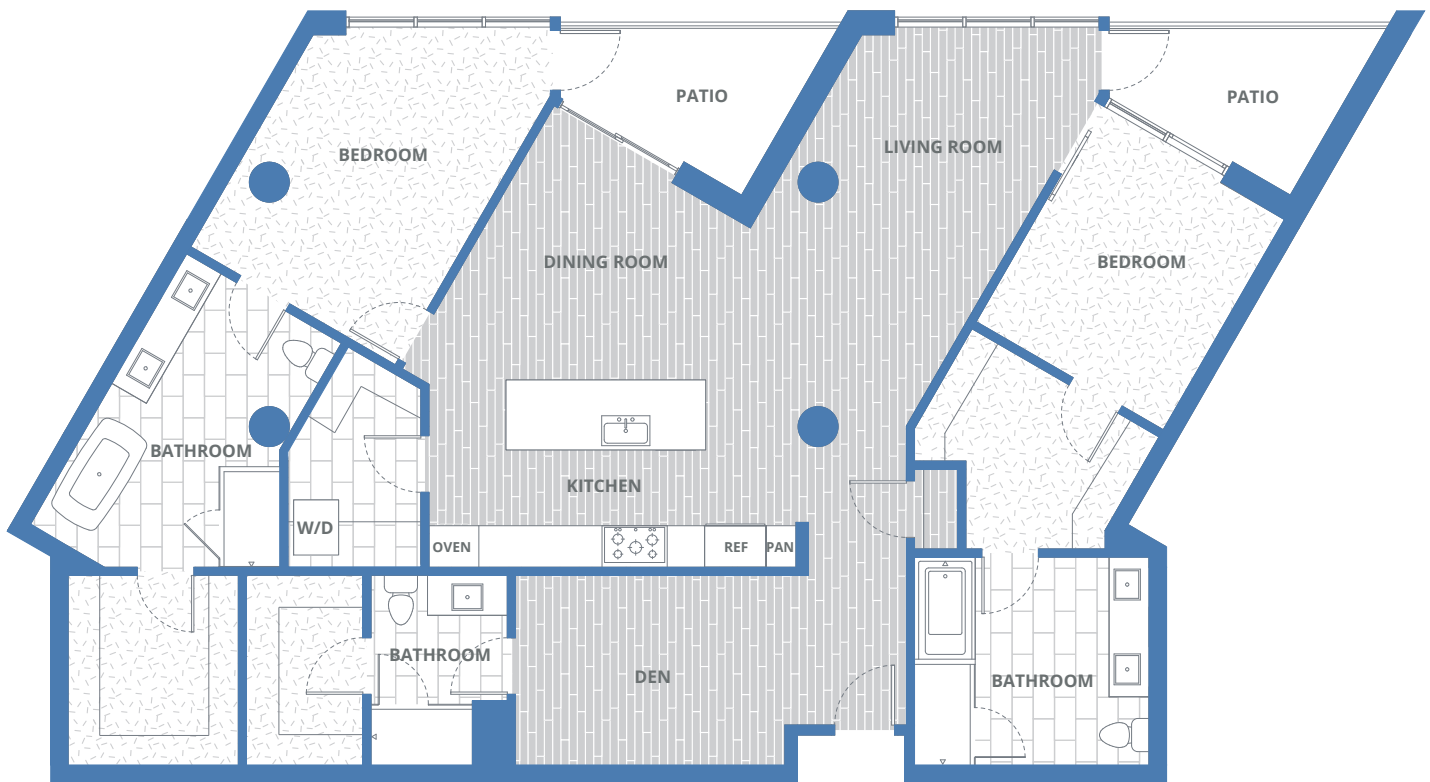 PATIO
PATIO
LIVING ROOM
BEDROOM
DINING ROOM
BEDROOM
BATHROOM
KITCHEN
W/D
OVEN
REF
PAN
BATHROOM
DEN
BATHROOM